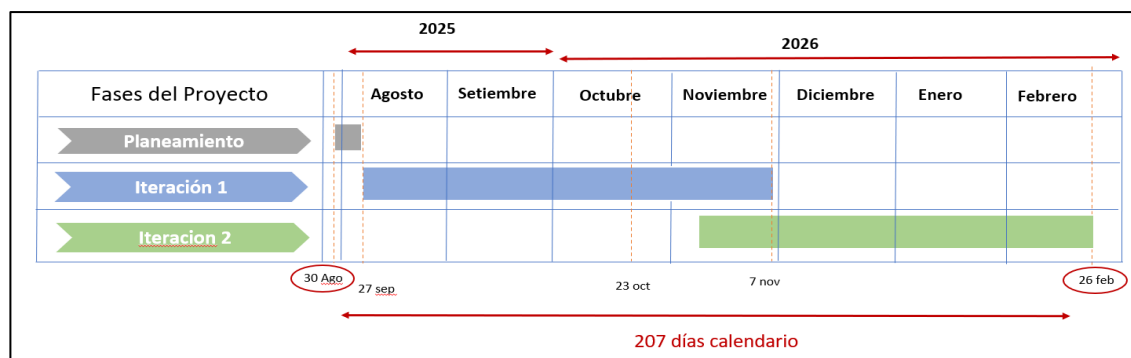 2025
2026
Fases del Proyecto
Agosto
Setiembre
Octubre
Noviembre
Diciembre
Enero
Febrero
Planeamiento
Iteración 1
Iteracion 2
30 Ago
27 sep
23 oct
7 nov
26 feb
207 días calendario